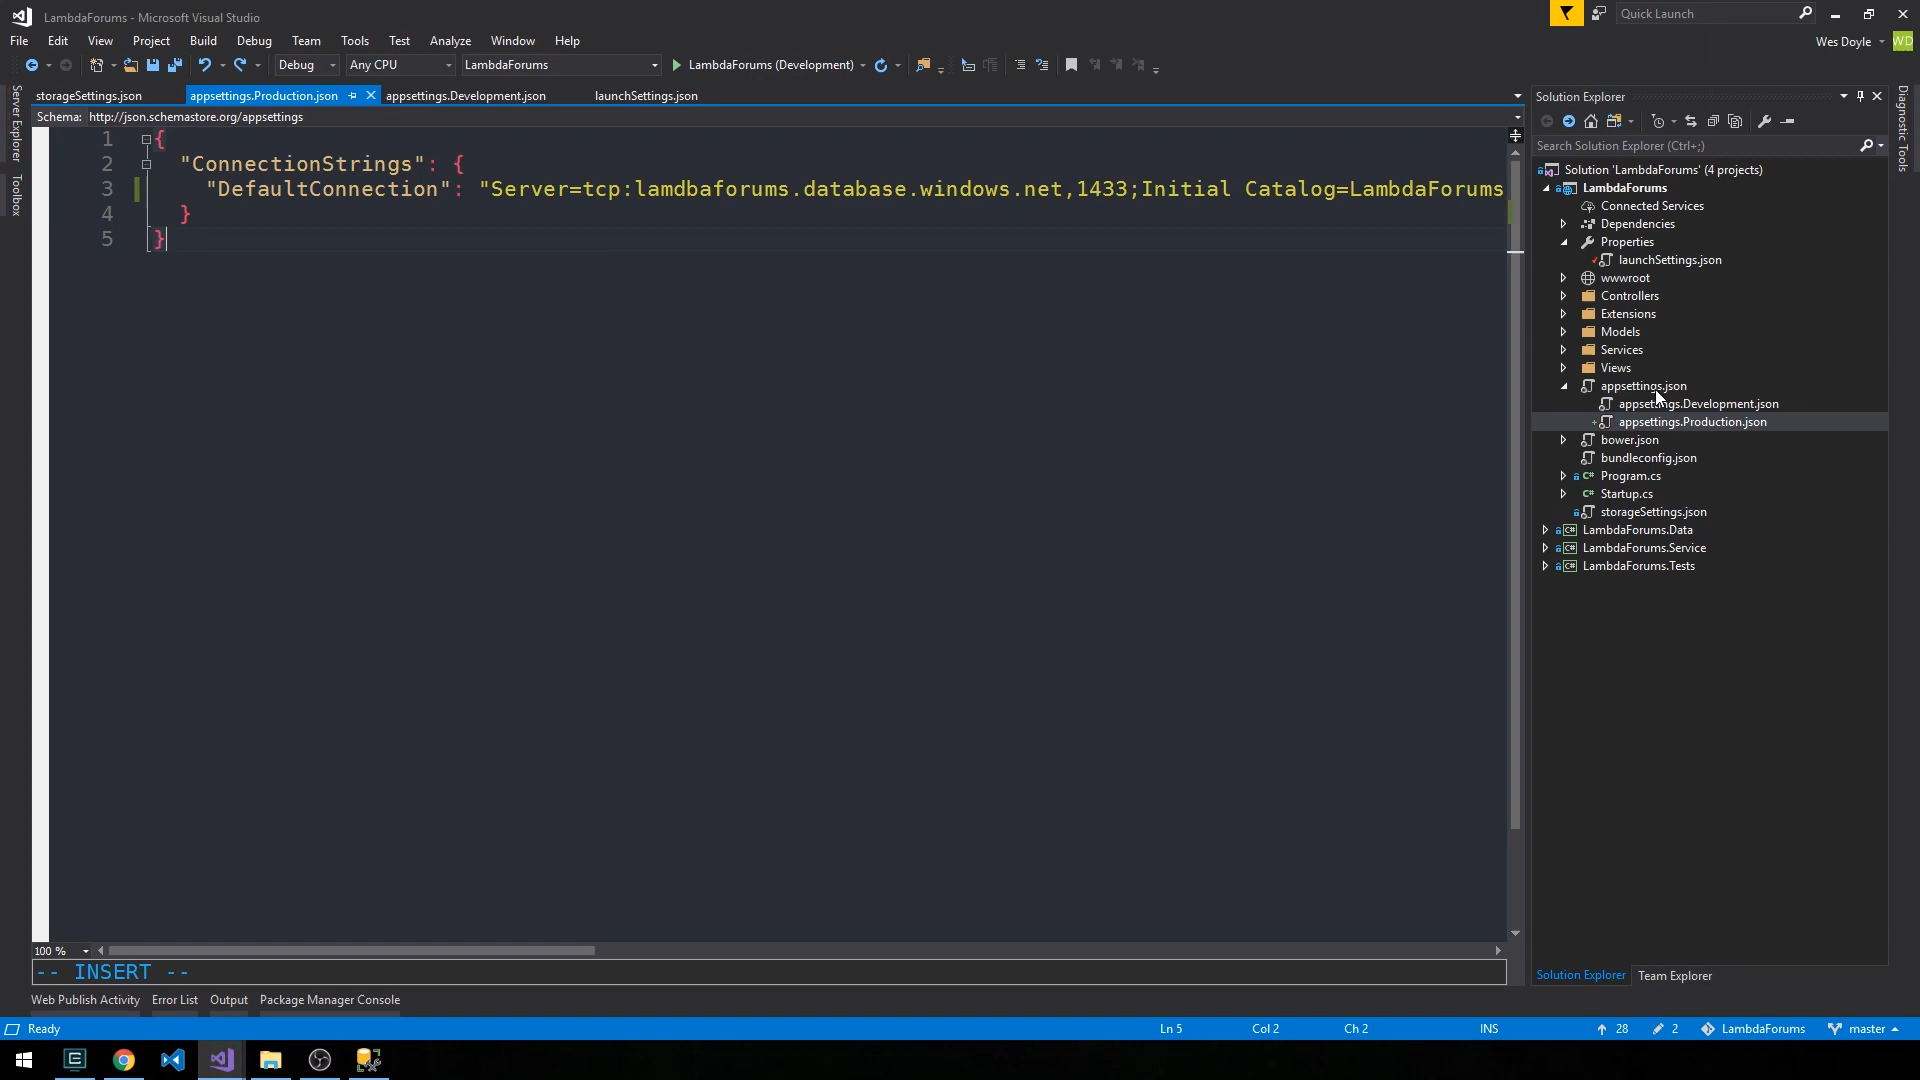 LambdaForums - Microsoft Visual Studio
Quick Launch
File Edit View Project Build Debug Team Tools Test Analyze Window Help
Wes Doyle
WD
Debug Any CPU LambdaForums LambdaForums (Development)
storageSettings.json appsettings.Production.json appsettings.Development.json launchSettings.json
Schema: http://json.schemastore.org/appsettings
1 {
2 "ConnectionStrings": {
3 "DefaultConnection": "Server=tcp:lamdbaforums.database.windows.net,1433;Initial Catalog=LambdaForums
4 }
5 }
100 %
-- INSERT --
Server Explorer
Toolbox
Solution Explorer
Search Solution Explorer (Ctrl+;)
Solution 'LambdaForums' (4 projects)
LambdaForums
Connected Services
Dependencies
Properties
launchSettings.json
wwwroot
Controllers
Extensions
Models
Services
Views
appsettings.json
appsettings.Development.json
appsettings.Production.json
bower.json
bundleconfig.json
C# Program.cs
C# Startup.cs
storageSettings.json
C# LambdaForums.Data
C# LambdaForums.Service
C# LambdaForums.Tests
Solution Explorer Team Explorer
Diagnostic Tools
Web Publish Activity Error List Output Package Manager Console
Ready Ln 5 Col 2 Ch 2 INS 28 2 LambdaForums master